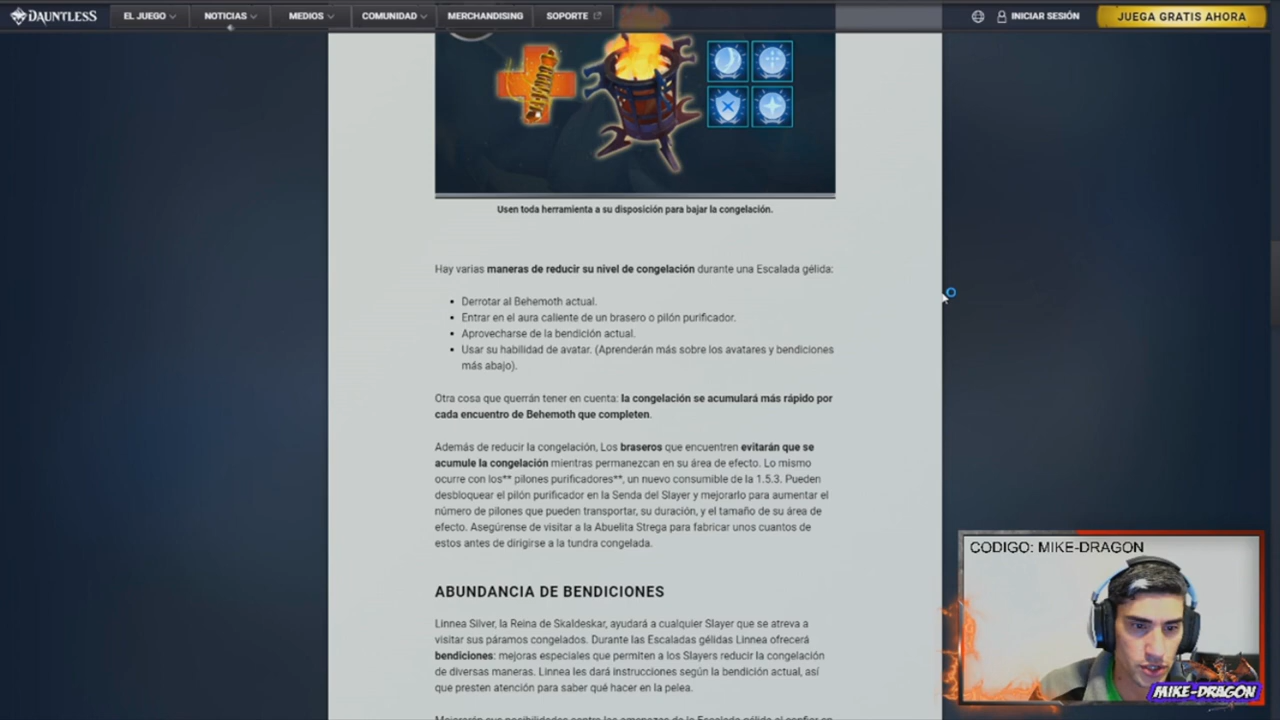 DAUNTLESS EL JUEGO NOTICIAS MEDIOS COMUNIDAD MERCHANDISING SOPORTE INICIAR SESIÓN JUEGA GRATIS AHORA
Usen toda herramienta a su disposición para bajar la congelación.
Hay varias maneras de reducir su nivel de congelación durante una Escalada gélida:
• Derrotar al Behemoth actual.
• Entrar en el aura caliente de un brasero o pilón purificador.
• Aprovecharse de la bendición actual.
• Usar su habilidad de avatar. (Aprenderán más sobre los avatares y bendiciones
más abajo).
Otra cosa que querrán tener en cuenta: la congelación se acumulará más rápido por
cada encuentro de Behemoth que completen.
Además de reducir la congelación, Los braseros que encuentren evitarán que se
acumule la congelación mientras permanezcan en su área de efecto. Lo mismo
ocurre con los** pilones purificadores**, un nuevo consumible de la 1.5.3. Pueden
desbloquear el pilón purificador en la Senda del Slayer y mejorarlo para aumentar el
número de pilones que pueden transportar, su duración, y el tamaño de su área de
efecto. Asegúrense de visitar a la Abuelita Strega para fabricar unos cuantos de
estos antes de dirigirse a la tundra congelada.
ABUNDANCIA DE BENDICIONES
Linnea Silver, la Reina de Skaldeskar, ayudará a cualquier Slayer que se atreva a
visitar sus páramos congelados. Durante las Escaladas gélidas Linnea ofrecerá
bendiciones: mejoras especiales que permiten a los Slayers reducir la congelación
de diversas maneras. Linnea les dará instrucciones según la bendición actual, así
que presten atención para saber qué hacer en la pelea.
CODIGO: MIKE-DRAGON
MIKE-DRAGON